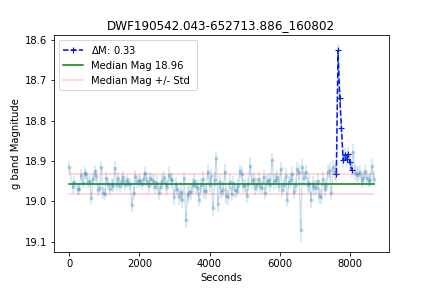 DWF190542.043-652713.886_160802
ΔM: 0.33
Median Mag 18.96
Median Mag +/- Std
g band Magnitude
18.6
18.7
18.8
18.9
19.0
19.1
0 2000 4000 6000 8000
Seconds